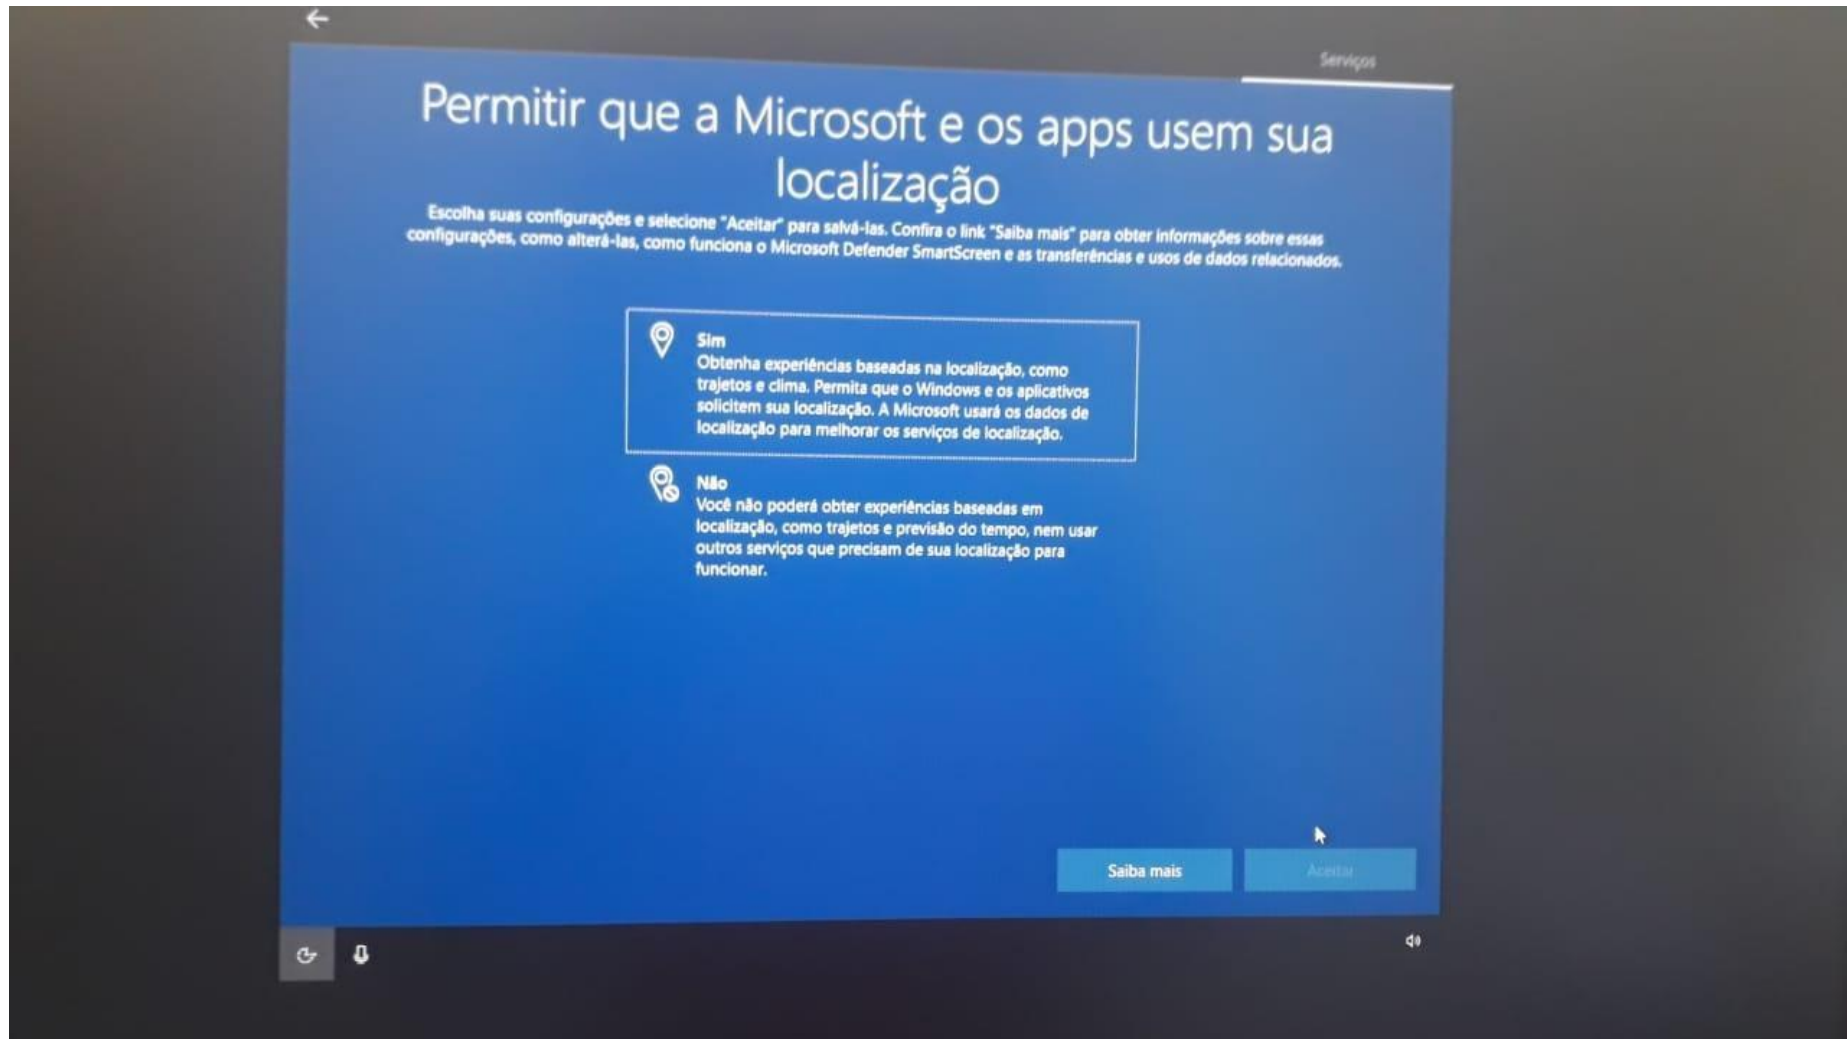 Serviços
Permitir que a Microsoft e os apps usem sua
localização
Escolha suas configurações e selecione "Aceitar" para salvá-las. Confira o link "Saiba mais" para obter informações sobre essas
configurações, como alterá-las, como funciona o Microsoft Defender SmartScreen e as transferências e usos de dados relacionados.
Sim
Obtenha experiências baseadas na localização, como
trajetos e clima. Permita que o Windows e os aplicativos
solicitem sua localização. A Microsoft usará os dados de
localização para melhorar os serviços de localização.
Não
Você não poderá obter experiências baseadas em
localização, como trajetos e previsão do tempo, nem usar
outros serviços que precisam de sua localização para
funcionar.
Saiba mais
Aceitar